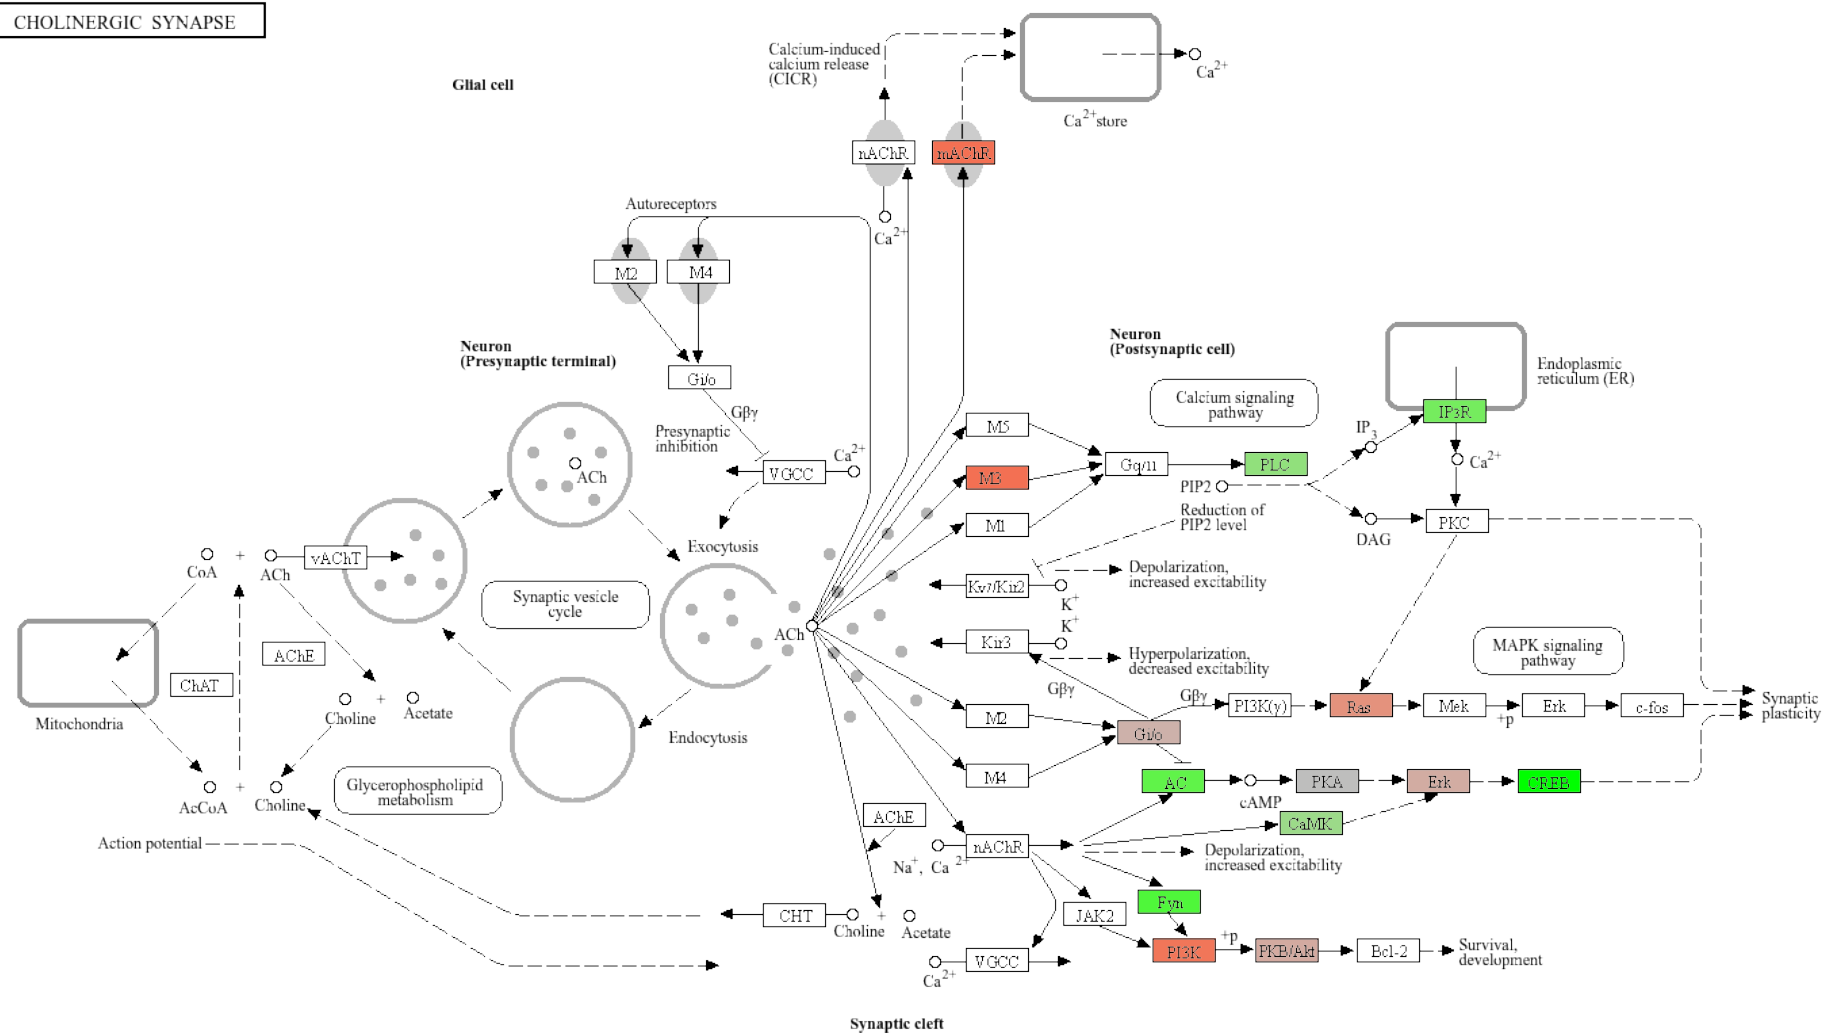 CHOLINERGIC SYNAPSE
Glial cell
Calcium-induced
calcium release
(CICR)
Ca2+
Ca2+ store
nAChR
mAChR
Autoreceptors
Ca2+
M2
M4
Neuron
(Presynaptic terminal)
Gi/o
Gβγ
Presynaptic
inhibition
VGCC
Ca2+
ACh
Exocytosis
Neuron
(Postsynaptic cell)
Calcium signaling
pathway
Endoplasmic
reticulum (ER)
IP3R
IP3
Ca2+
M5
M3
M1
Gq/11
PLC
PIP2
Reduction of
PIP2 level
DAG
PKC
CoA
+
ACh
vAChT
Synaptic vesicle
cycle
ACh
Kv7/Kir2
K+
Depolarization,
increased excitability
Kir3
K+
Hyperpolarization,
decreased excitability
MAPK signaling
pathway
AChE
ChAT
Mitochondria
Choline
+
Acetate
Endocytosis
Gβγ
M2
M4
Gi/o
Gβγ
PI3K(γ)
Ras
Mek
+p
Erk
c-fos
Synaptic
plasticity
Glycerophospholipid
metabolism
AcCoA
+
Choline
AC
cAMP
PKA
Erk
CREB
CaMK
AChE
Action potential
Na+, Ca2+
nAChR
Depolarization,
increased excitability
Fyn
JAK2
CHT
Choline
+
Acetate
PI3K
+p
PKB/Akt
Bcl-2
Survival,
development
Ca2+
VGCC
Synaptic cleft